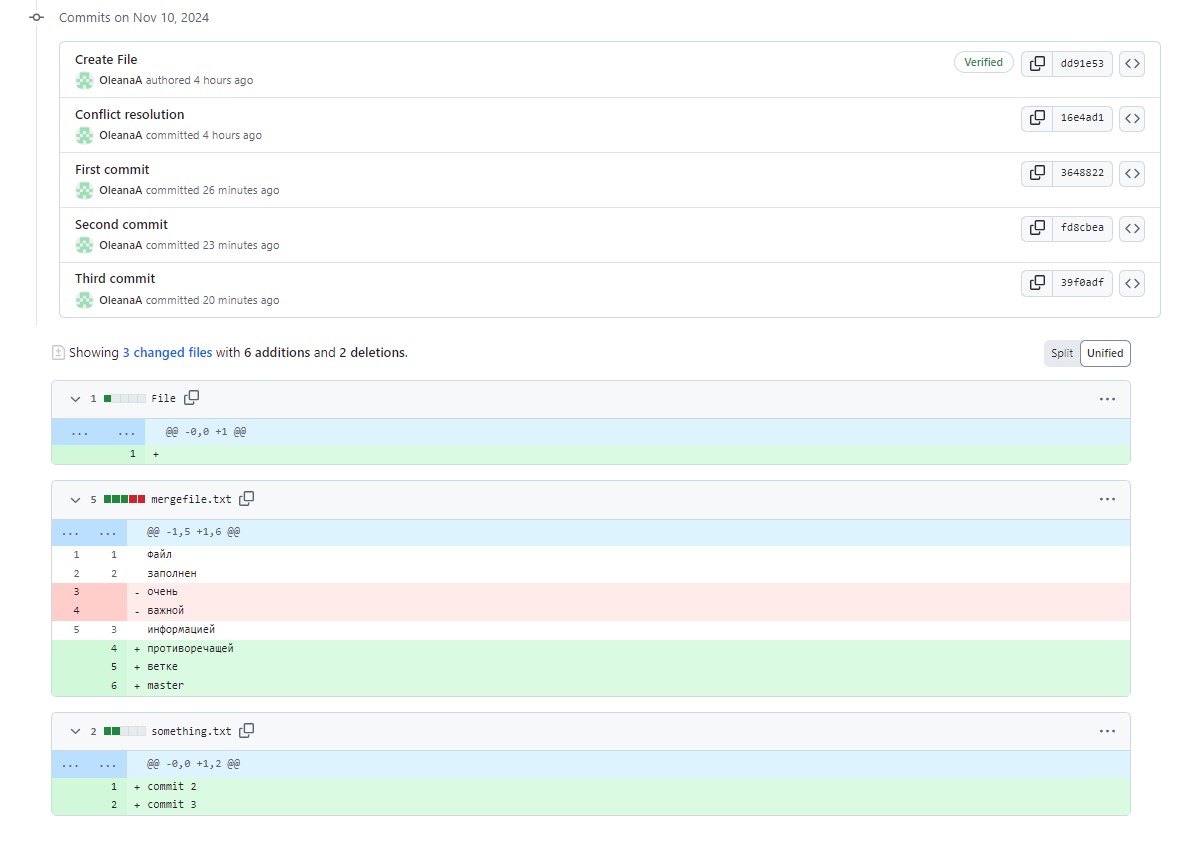 Commits on Nov 10, 2024
Create File
OleanaA authored 4 hours ago
Verified
dd91e53
Conflict resolution
OleanaA committed 4 hours ago
16e4ad1
First commit
OleanaA committed 26 minutes ago
3648822
Second commit
OleanaA committed 23 minutes ago
fd8cbea
Third commit
OleanaA committed 20 minutes ago
39f0adf
Showing 3 changed files with 6 additions and 2 deletions.
Split Unified
1 File
... ... @@ -0,0 +1 @@
1 +
5 mergefile.txt
... ... @@ -1,5 +1,6 @@
1 1 файл
2 2 заполнен
3 - очень
4 - важной
5 3 информацией
4 + противоречащей
5 + ветке
6 + master
2 something.txt
... ... @@ -0,0 +1,2 @@
1 + commit 2
2 + commit 3